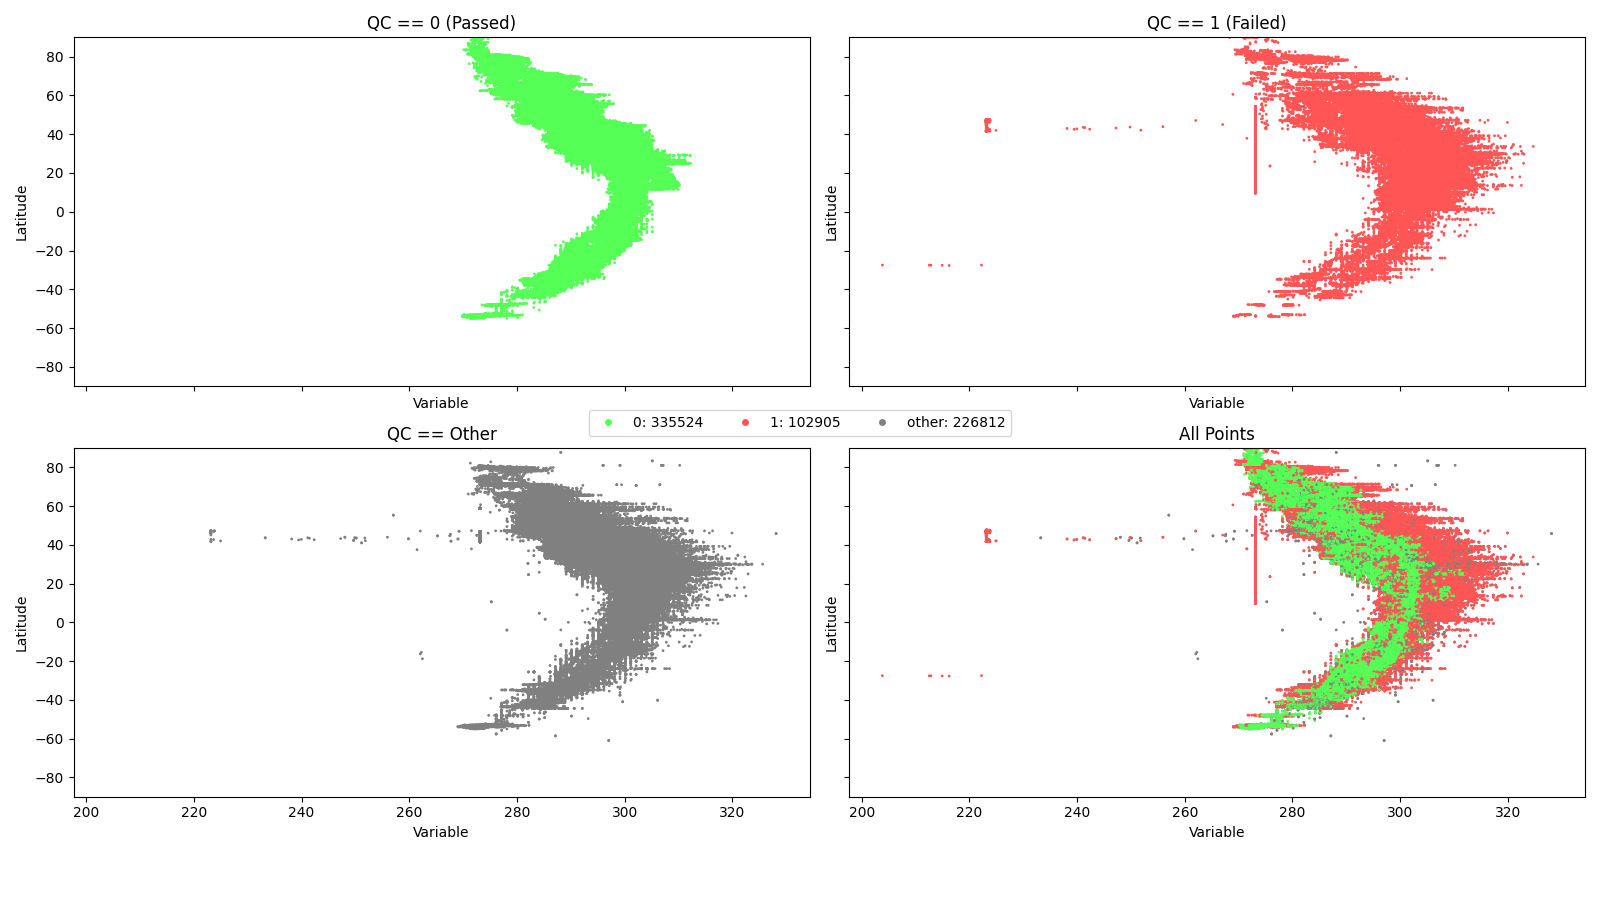 QC == 0 (Passed)
80
60
40
20
0
−20
−40
−60
−80
Latitude
Variable
QC == 1 (Failed)
Latitude
Variable
0: 335524
1: 102905
other: 226812
QC == Other
80
60
40
20
0
−20
−40
−60
−80
Latitude
200 220 240 260 280 300 320
Variable
All Points
Latitude
200 220 240 260 280 300 320
Variable